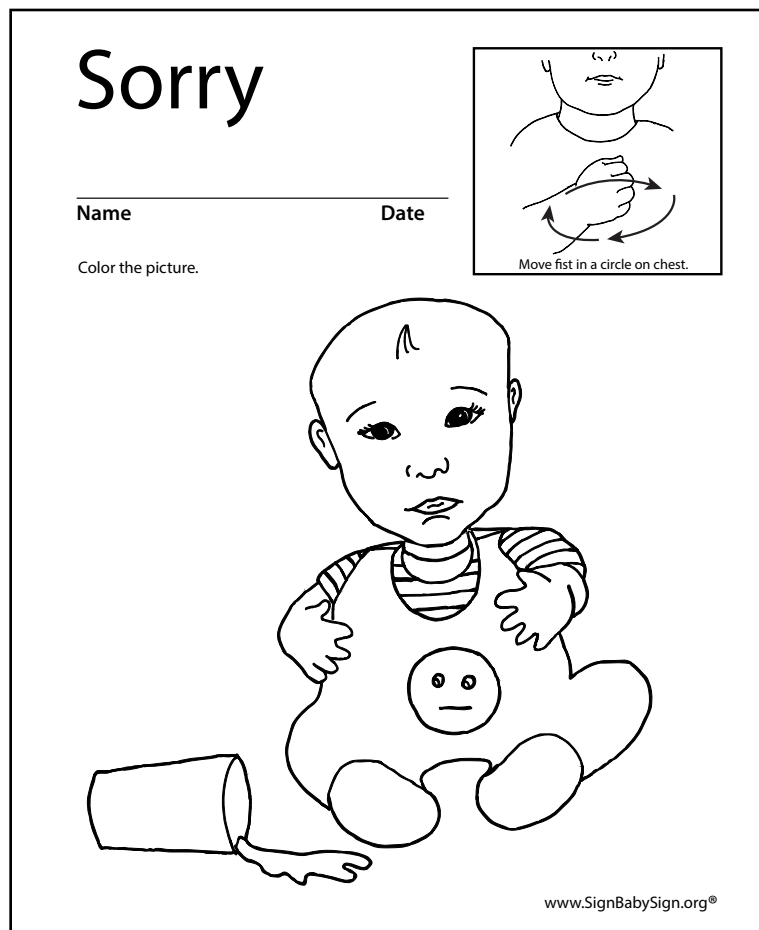 Sorry
Name Date
Color the picture.
Move fist in a circle on chest.
www.SignBabySign.org®